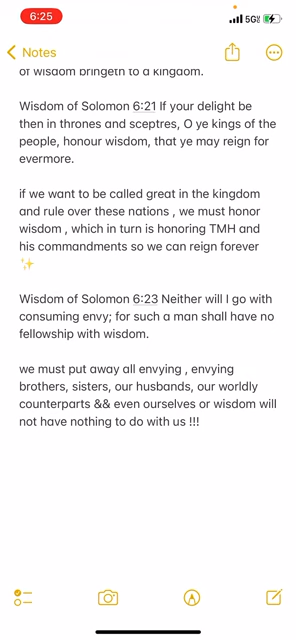 6:25
5G
Notes
of wisdom bringeth to a kingdom.
Wisdom of Solomon 6:21 If your delight be
then in thrones and sceptres, O ye kings of the
people, honour wisdom, that ye may reign for
evermore.
if we want to be called great in the kingdom
and rule over these nations , we must honor
wisdom , which in turn is honoring TMH and
his commandments so we can reign forever
✨
Wisdom of Solomon 6:23 Neither will I go with
consuming envy; for such a man shall have no
fellowship with wisdom.
we must put away all envying , envying
brothers, sisters, our husbands, our worldly
counterparts && even ourselves or wisdom will
not have nothing to do with us !!!